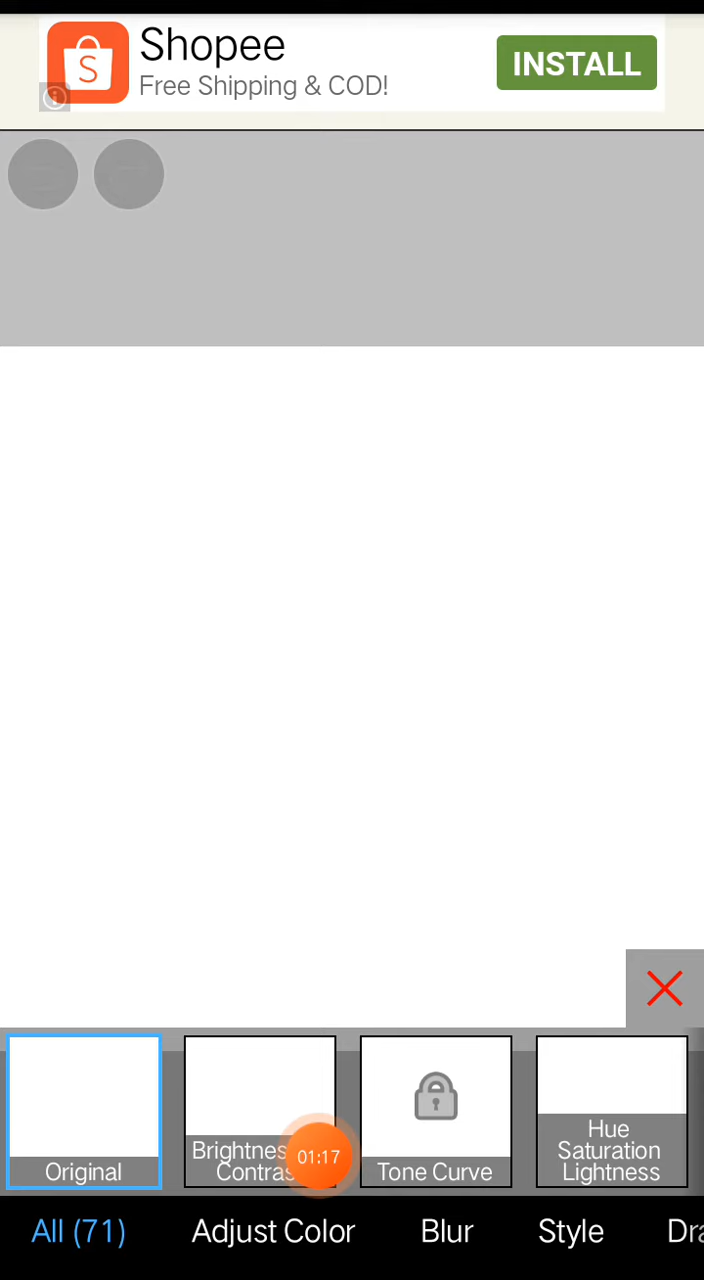 Shopee
Free Shipping & COD!
INSTALL
S
Original
Brightness
Contras
01:17
Tone Curve
Hue
Saturation
Lightness
All (71)
Adjust Color
Blur
Style
Dra